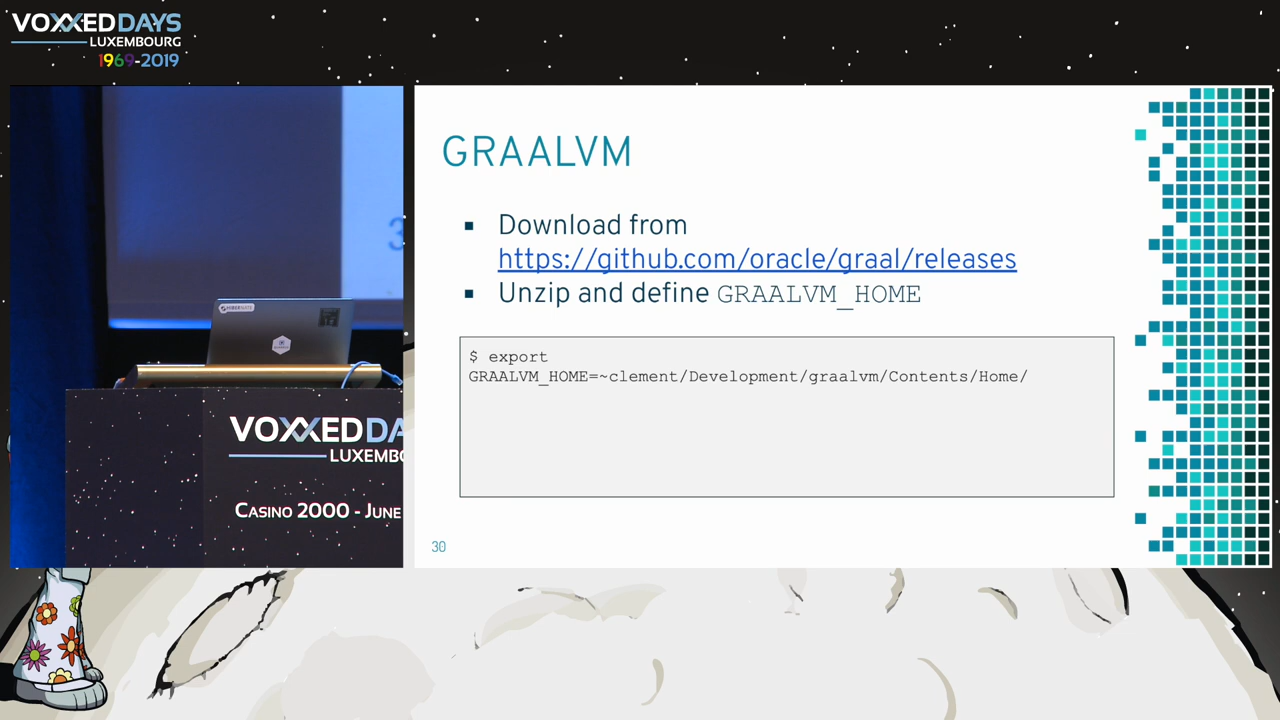 VOXXEDDAYS
LUXEMBOURG
1969-2019
GRAALVM
▪ Download from
https://github.com/oracle/graal/releases
▪ Unzip and define GRAALVM_HOME
$ export
GRAALVM_HOME=~clement/Development/graalvm/Contents/Home/
30
3
VOXXEDDA
LUXEMBO
CASINO 2000 - JUNE